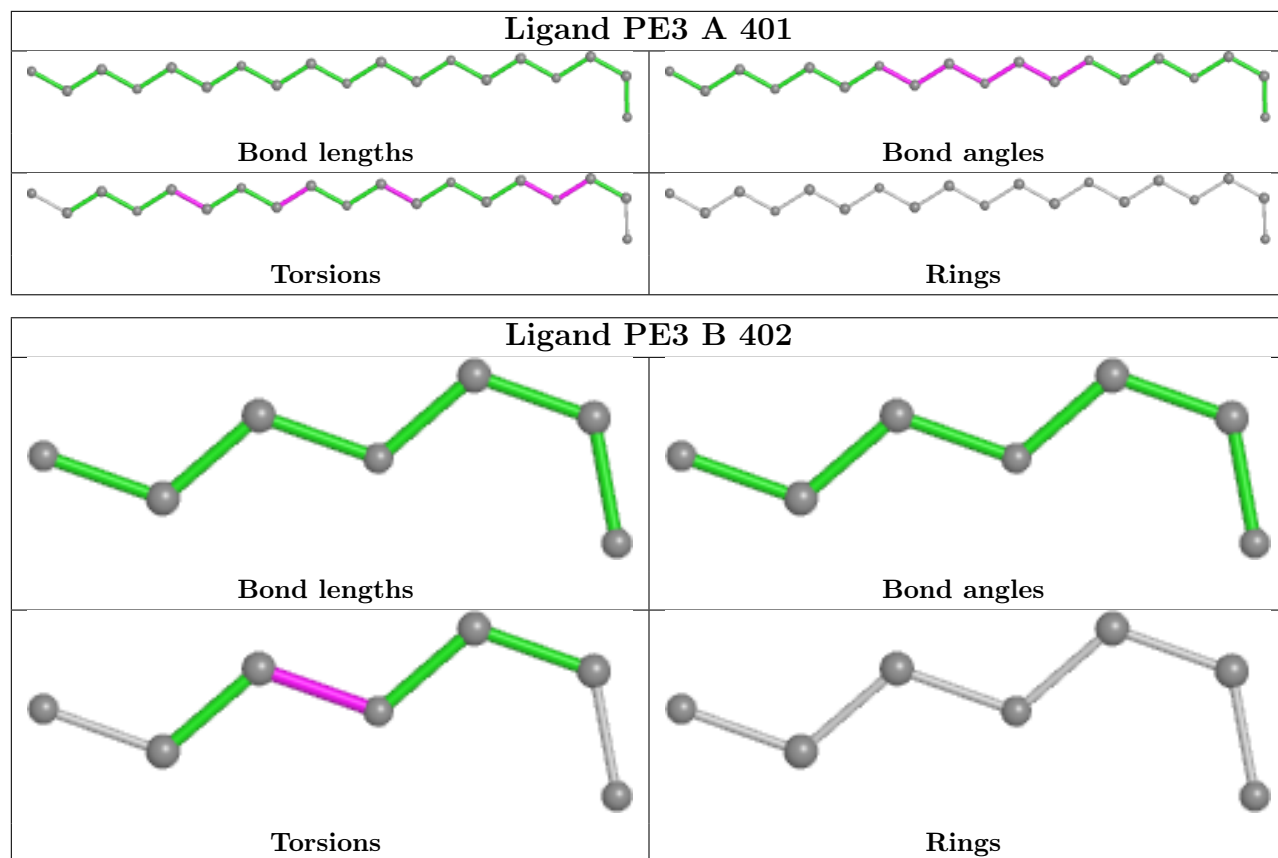 Ligand PE3 A 401
Bond lengths
Bond angles
Torsions
Rings
Ligand PE3 B 402
Bond lengths
Bond angles
Torsions
Rings